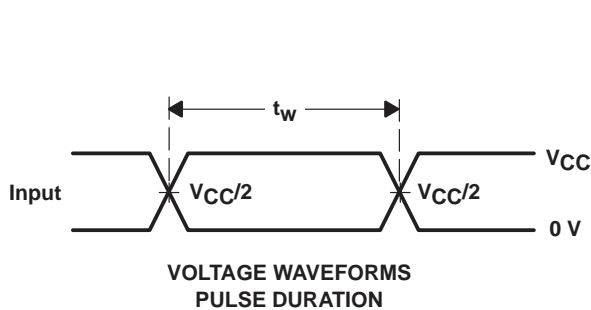 tw
VCC
Input
VCC/2
VCC/2
0 V
VOLTAGE WAVEFORMS
PULSE DURATION